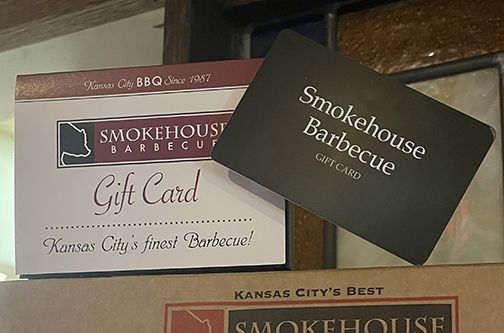 Kansas City BBQ Since 1987
SMOKEHOUSE
BARBECUE
Gift Card
Kansas City's finest Barbecue!
Smokehouse
Barbecue
GIFT CARD
KANSAS CITY'S BEST
SMOKEHOUSE